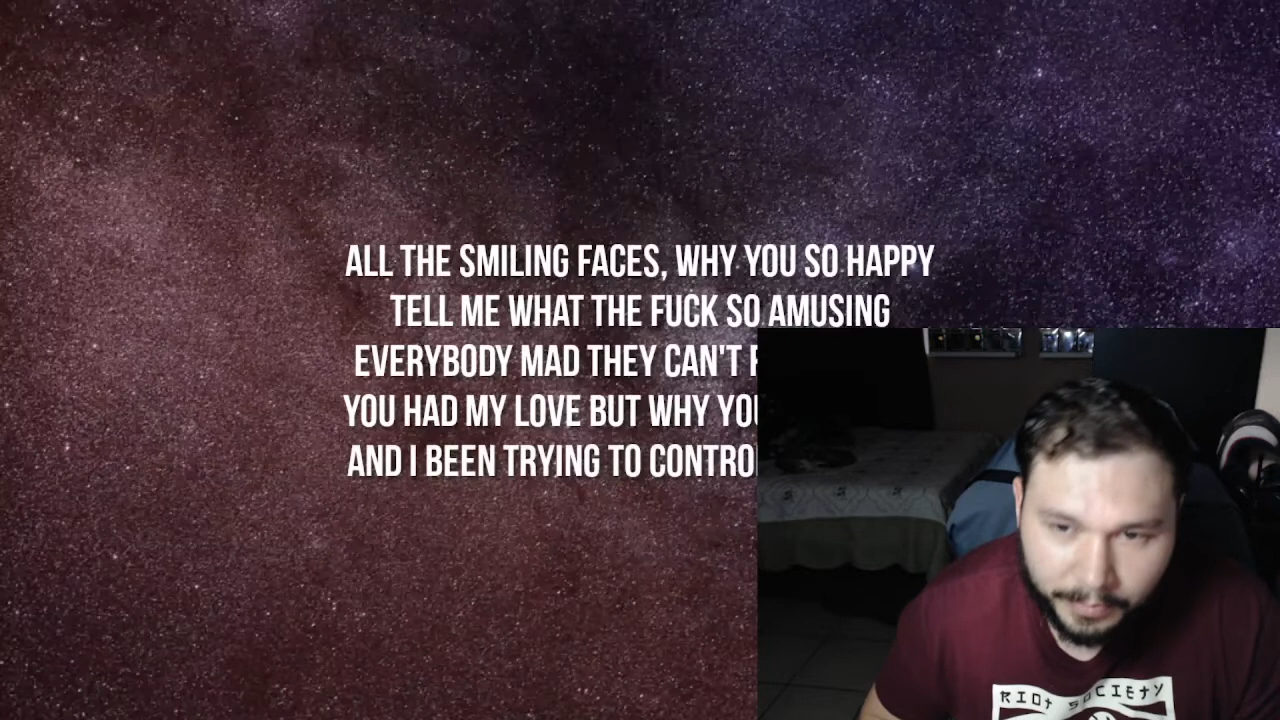 ALL THE SMILING FACES, WHY YOU SO HAPPY
TELL ME WHAT THE FUCK SO AMUSING
EVERYBODY MAD THEY CAN'T
YOU HAD MY LOVE BUT WHY YOU
AND I BEEN TRYING TO
RIOT SOCIETY